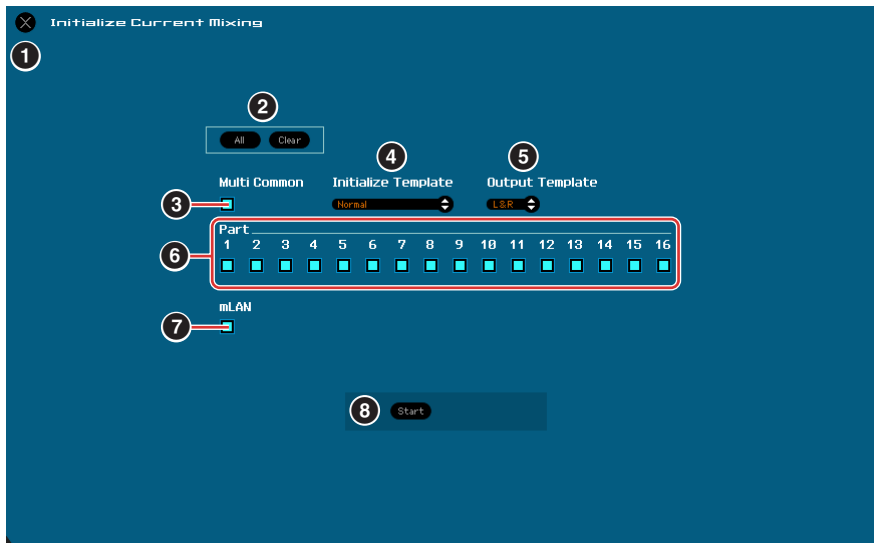 Initialize Current Mixing
1
2
All Clear
4 5
Multi Common Initialize Template Output Template
3 Normal L&R
Part
1 2 3 4 5 6 7 8 9 10 11 12 13 14 15 16
6
mLAN
7
8 Start